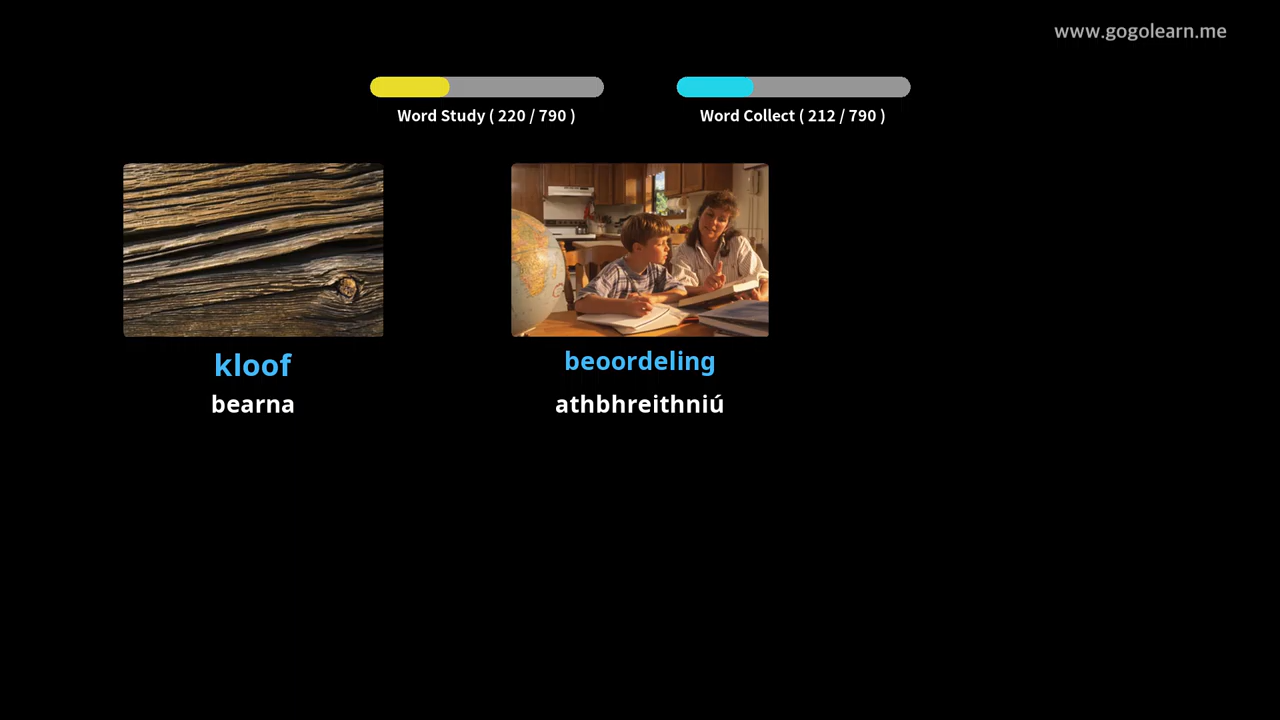 www.gogolearn.me
Word Study ( 220 / 790 )
Word Collect ( 212 / 790 )
kloof
bearna
beoordeling
athbhreithniú